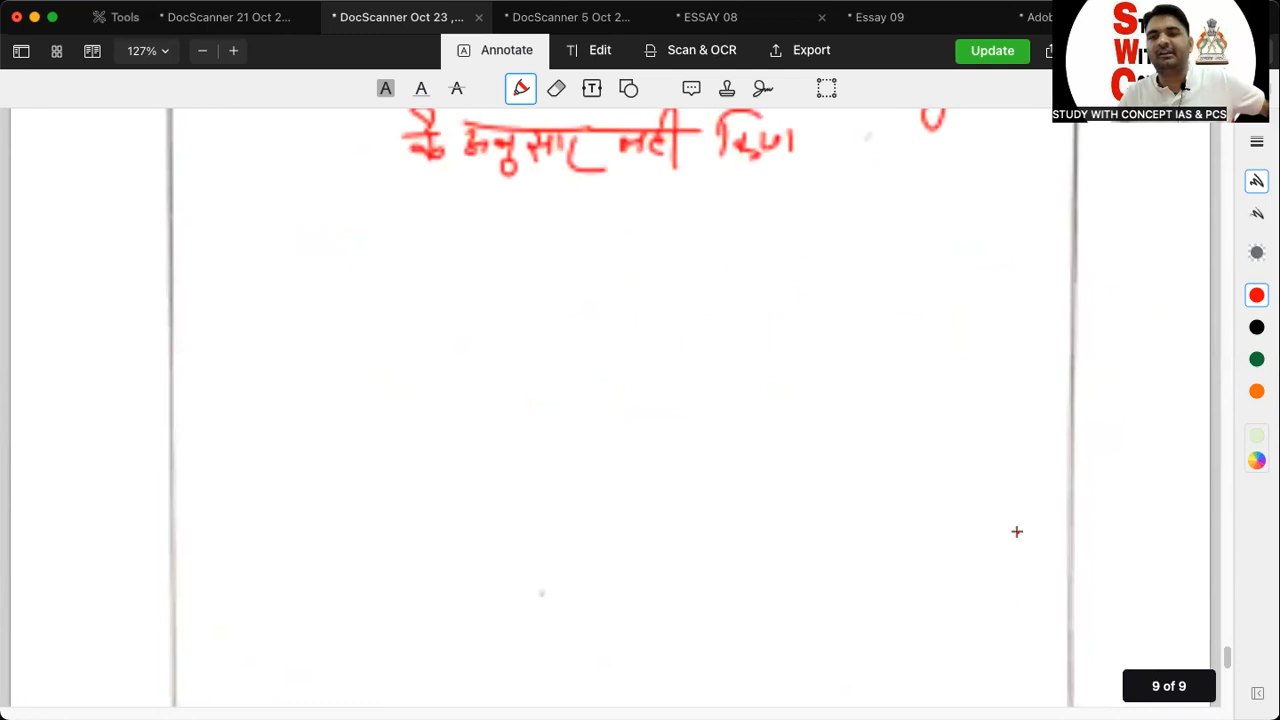 * DocScanner 21 Oct 2...
* DocScanner Oct 23 ,...
* DocScanner 5 Oct 2...
* ESSAY 08
* Essay 09
* Adob
Tools
127%
Annotate
Edit
Scan & OCR
Export
Update
STUDY WITH CONCEPT IAS & PCS
के अनुसार नही किया
9 of 9